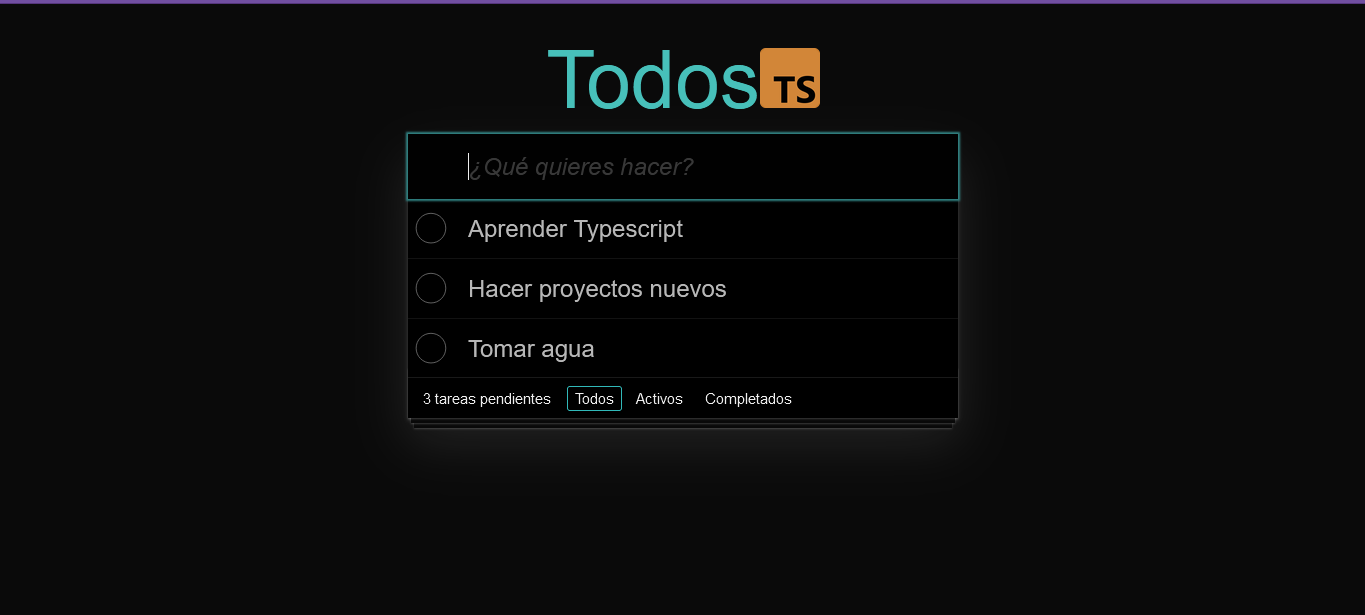 Todos TS
¿Qué quieres hacer?
Aprender Typescript
Hacer proyectos nuevos
Tomar agua
3 tareas pendientes Todos Activos Completados